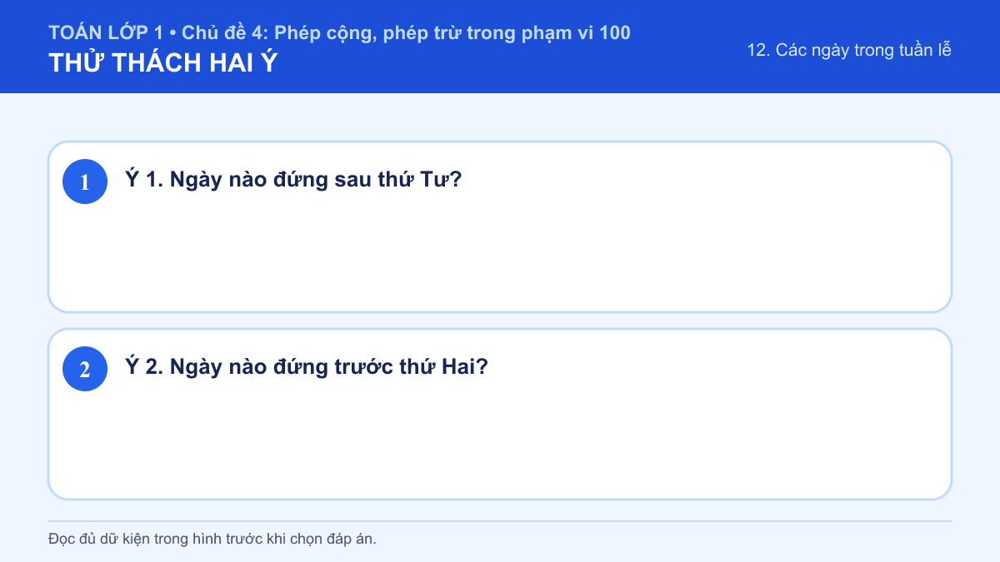 TOÁN LỚP 1 • Chủ đề 4: Phép cộng, phép trừ trong phạm vi 100
THỬ THÁCH HAI Ý
12. Các ngày trong tuần lễ
1
Ý 1. Ngày nào đứng sau thứ Tư?
2
Ý 2. Ngày nào đứng trước thứ Hai?
Đọc đủ dữ kiện trong hình trước khi chọn đáp án.